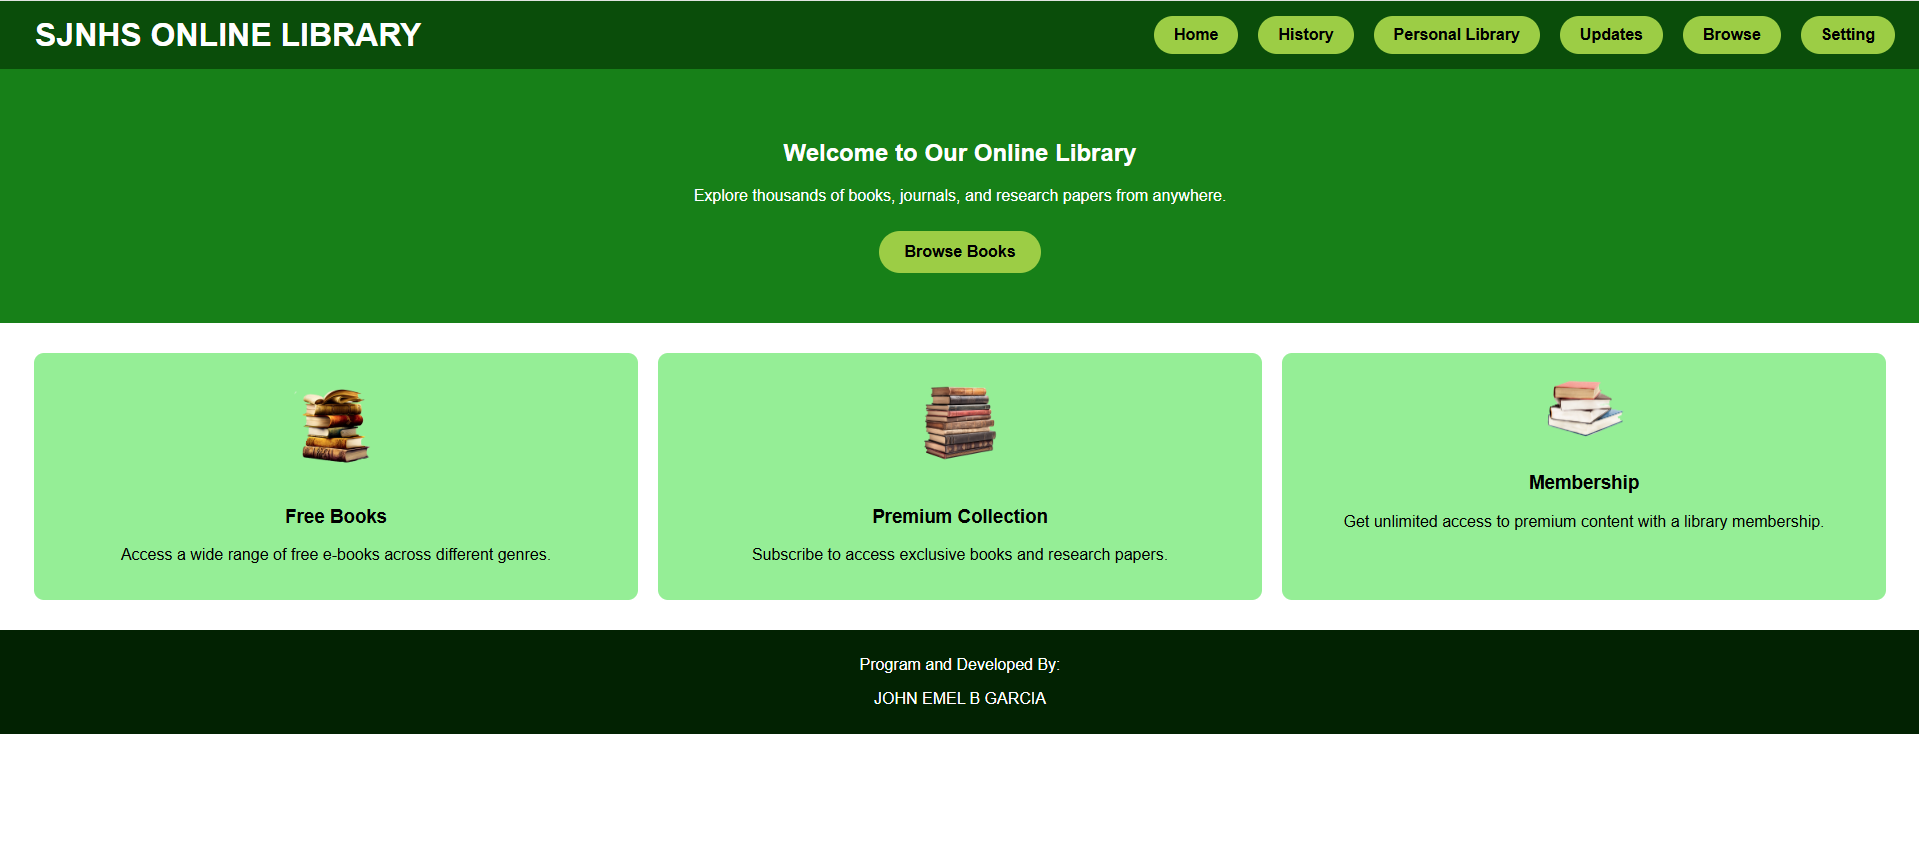 SJNHS ONLINE LIBRARY
Home
History
Personal Library
Updates
Browse
Setting
Welcome to Our Online Library
Explore thousands of books, journals, and research papers from anywhere.
Browse Books
Free Books
Access a wide range of free e-books across different genres.
Premium Collection
Subscribe to access exclusive books and research papers.
Membership
Get unlimited access to premium content with a library membership.
Program and Developed By:
JOHN EMEL B GARCIA